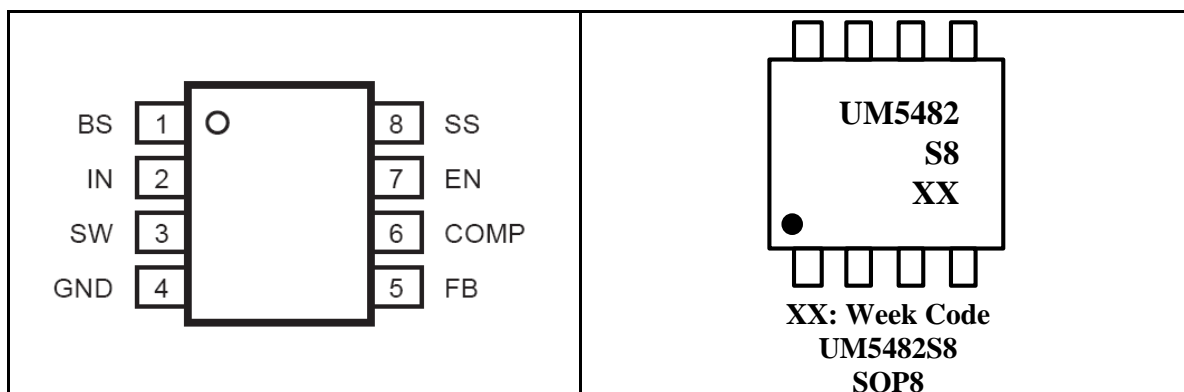 BS 1 8 SS
IN 2 7 EN
SW 3 6 COMP
GND 4 5 FB
UM5482
S8
XX
XX: Week Code
UM5482S8
SOP8